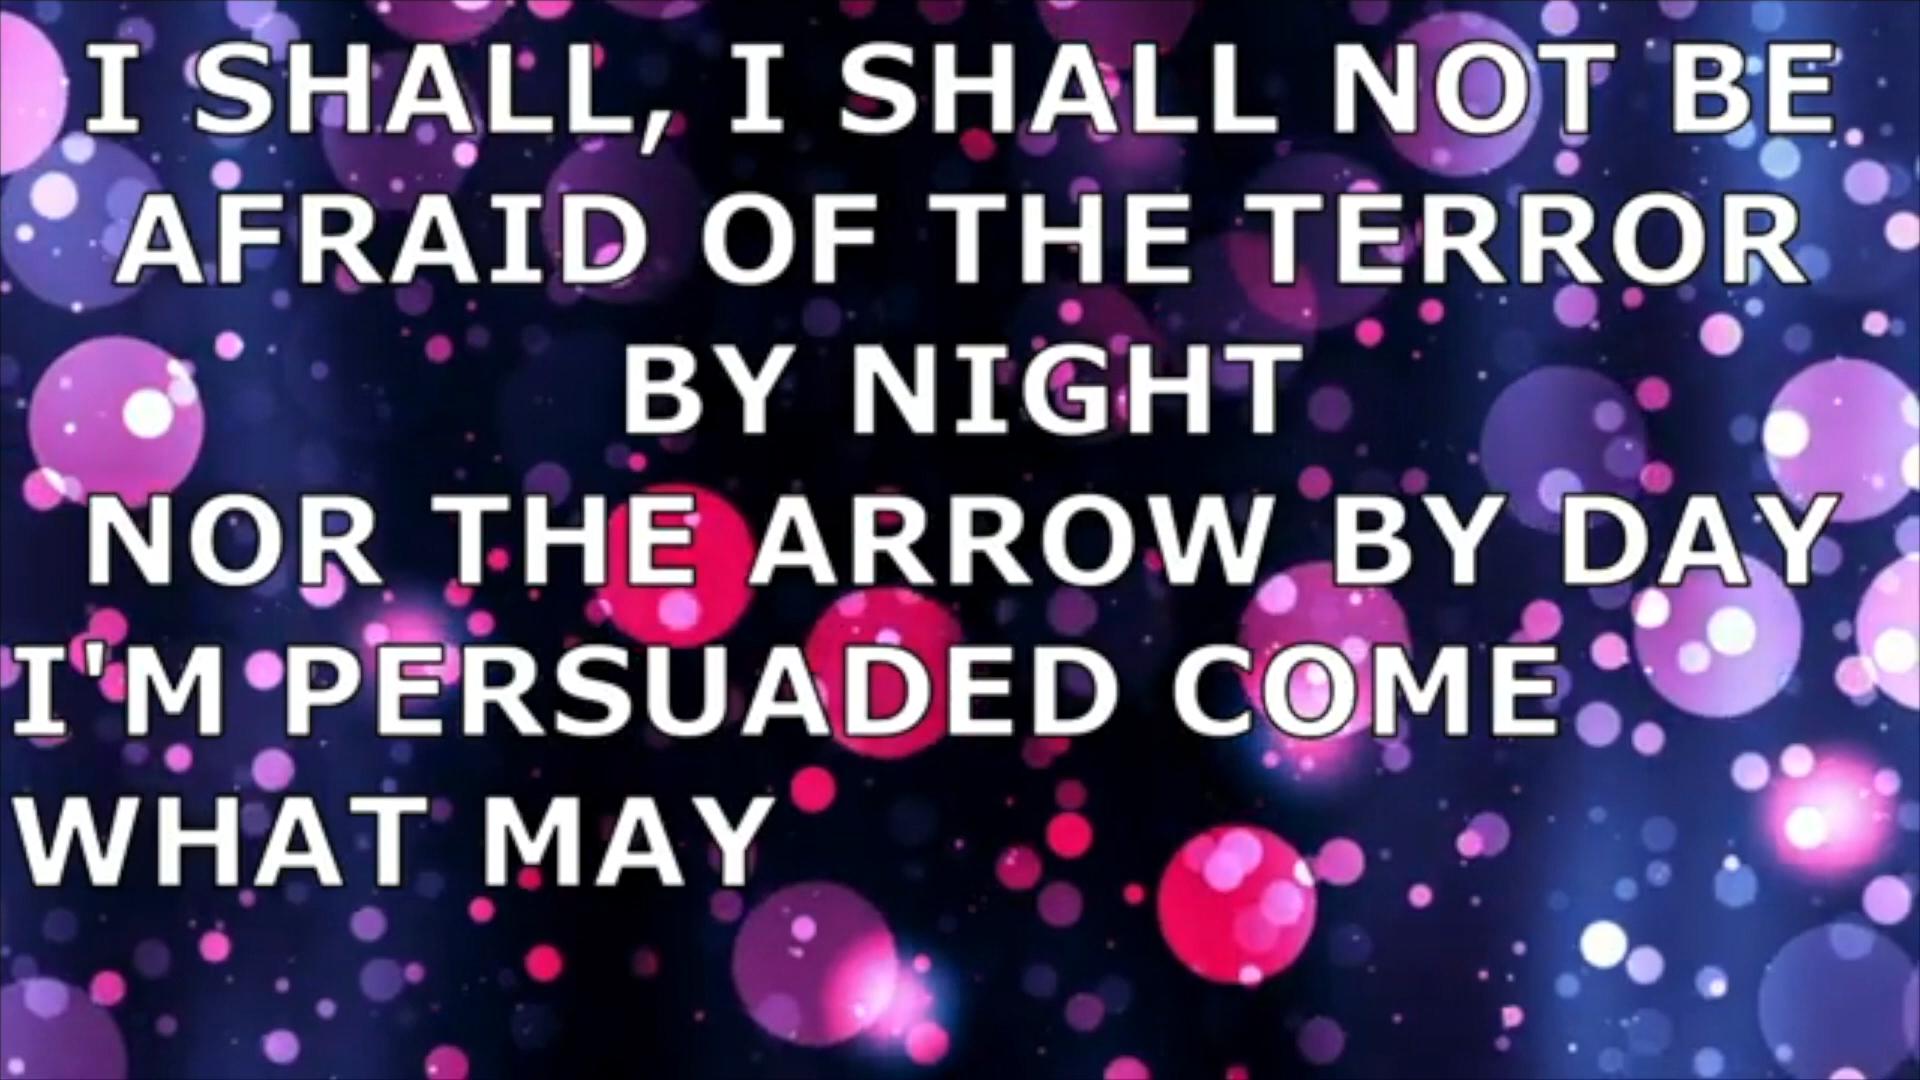 I SHALL, I SHALL NOT BE
AFRAID OF THE TERROR
BY NIGHT
NOR THE ARROW BY DAY
I'M PERSUADED COME
WHAT MAY